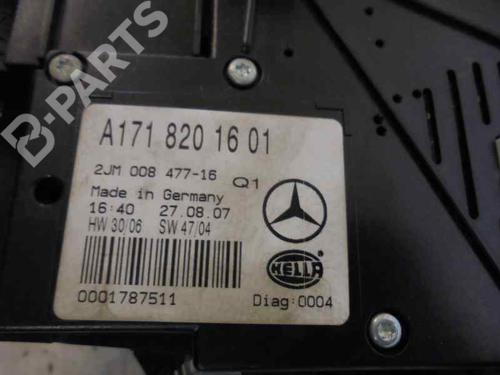 B-PARTS
A171 820 16 01
2JM 008 477-16 Q1
Made in Germany
16:40 27.08.07
HW 30/06 SW 47/04
HELLA
0001787511
Diag:0004